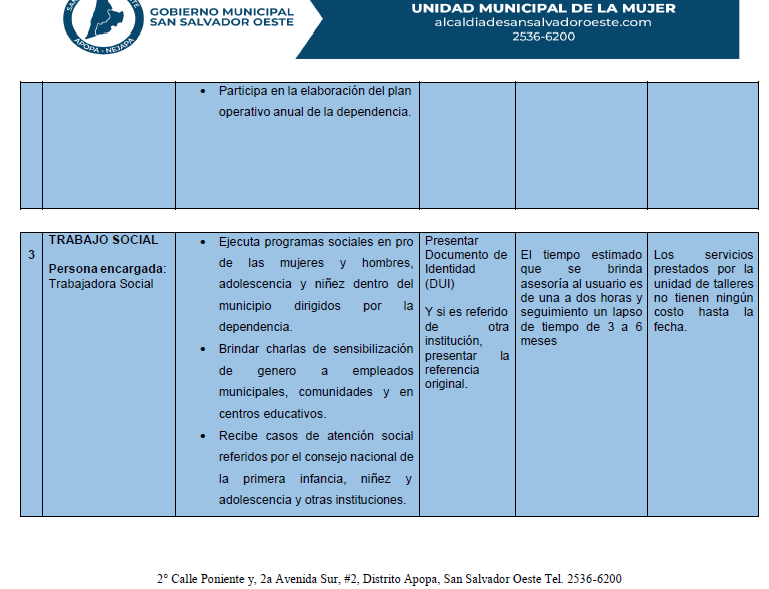 GOBIERNO MUNICIPAL
SAN SALVADOR OESTE
APOPA - NEJAPA
UNIDAD MUNICIPAL DE LA MUJER
alcaldiadesansalvadoroeste.com
2536-6200
• Participa en la elaboración del plan
operativo anual de la dependencia.
3
TRABAJO SOCIAL
Persona encargada:
Trabajadora Social
• Ejecuta programas sociales en pro
de las mujeres y hombres,
adolescencia y niñez dentro del
municipio dirigidos por la
dependencia.
• Brindar charlas de sensibilización
de genero a empleados
municipales, comunidades y en
centros educativos.
• Recibe casos de atención social
referidos por el consejo nacional de
la primera infancia, niñez y
adolescencia y otras instituciones.
Presentar
Documento de
Identidad
(DUI)
Y si es referido
de otra
institución,
presentar la
referencia
original.
El tiempo estimado
que se brinda
asesoría al usuario es
de una a dos horas y
seguimiento un lapso
de tiempo de 3 a 6
meses
Los servicios
prestados por la
unidad de talleres
no tienen ningún
costo hasta la
fecha.
2° Calle Poniente y, 2a Avenida Sur, #2, Distrito Apopa, San Salvador Oeste Tel. 2536-6200